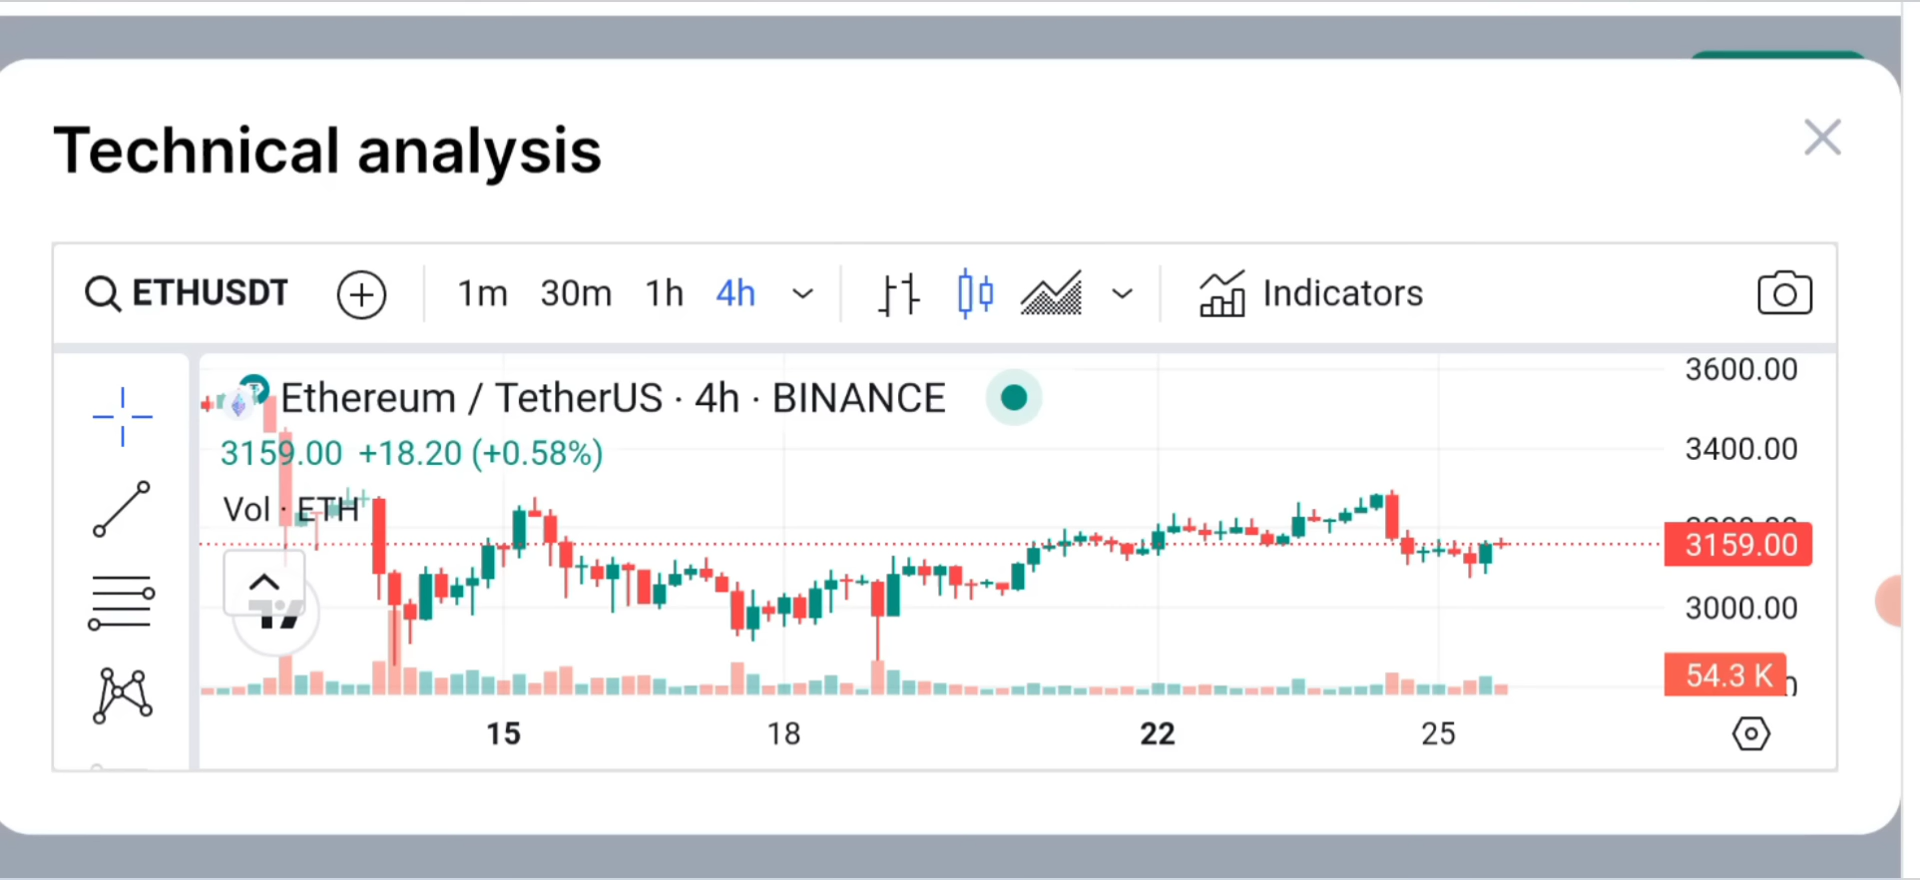 Technical analysis
ETHUSDT 1m 30m 1h 4h Indicators
Ethereum / TetherUS · 4h · BINANCE
3159.00 +18.20 (+0.58%)
Vol · ETH
3600.00
3400.00
3159.00
3000.00
54.3 K
15 18 22 25